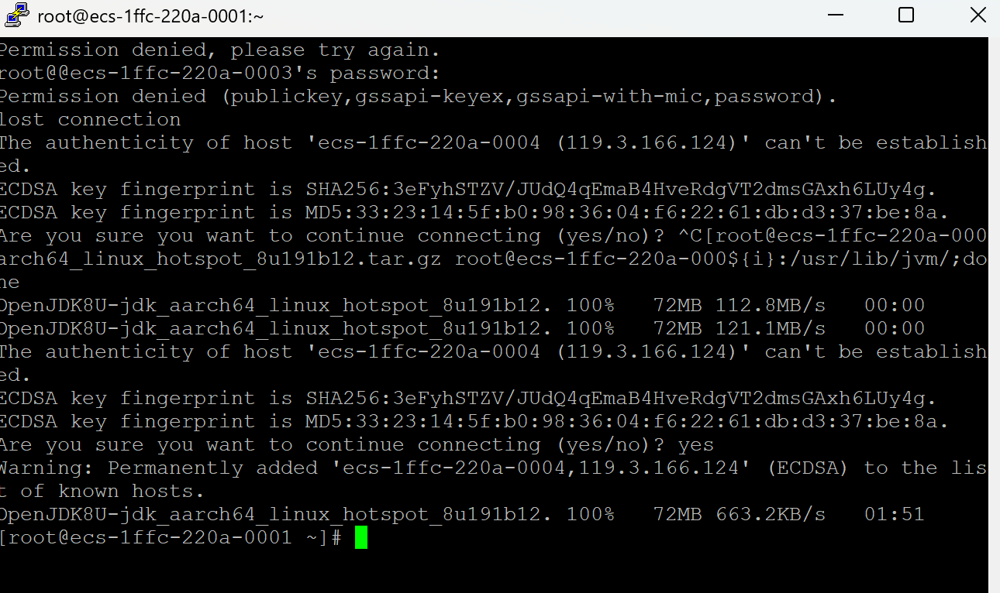 root@ecs-1ffc-220a-0001:~
Permission denied, please try again.
root@@ecs-1ffc-220a-0003's password:
Permission denied (publickey,gssapi-keyex,gssapi-with-mic,password).
lost connection
The authenticity of host 'ecs-1ffc-220a-0004 (119.3.166.124)' can't be establish
ed.
ECDSA key fingerprint is SHA256:3eFyhSTZV/JUdQ4qEmaB4HveRdgVT2dmsGAxh6LUy4g.
ECDSA key fingerprint is MD5:33:23:14:5f:b0:98:36:04:f6:22:61:db:d3:37:be:8a.
Are you sure you want to continue connecting (yes/no)? ^C[root@ecs-1ffc-220a-000
arch64_linux_hotspot_8u191b12.tar.gz root@ecs-1ffc-220a-000${i}:/usr/lib/jvm/;do
ne
OpenJDK8U-jdk_aarch64_linux_hotspot_8u191b12. 100%   72MB 112.8MB/s   00:00
OpenJDK8U-jdk_aarch64_linux_hotspot_8u191b12. 100%   72MB 121.1MB/s   00:00
The authenticity of host 'ecs-1ffc-220a-0004 (119.3.166.124)' can't be establish
ed.
ECDSA key fingerprint is SHA256:3eFyhSTZV/JUdQ4qEmaB4HveRdgVT2dmsGAxh6LUy4g.
ECDSA key fingerprint is MD5:33:23:14:5f:b0:98:36:04:f6:22:61:db:d3:37:be:8a.
Are you sure you want to continue connecting (yes/no)? yes
Warning: Permanently added 'ecs-1ffc-220a-0004,119.3.166.124' (ECDSA) to the lis
t of known hosts.
OpenJDK8U-jdk_aarch64_linux_hotspot_8u191b12. 100%   72MB 663.2KB/s   01:51
[root@ecs-1ffc-220a-0001 ~]#